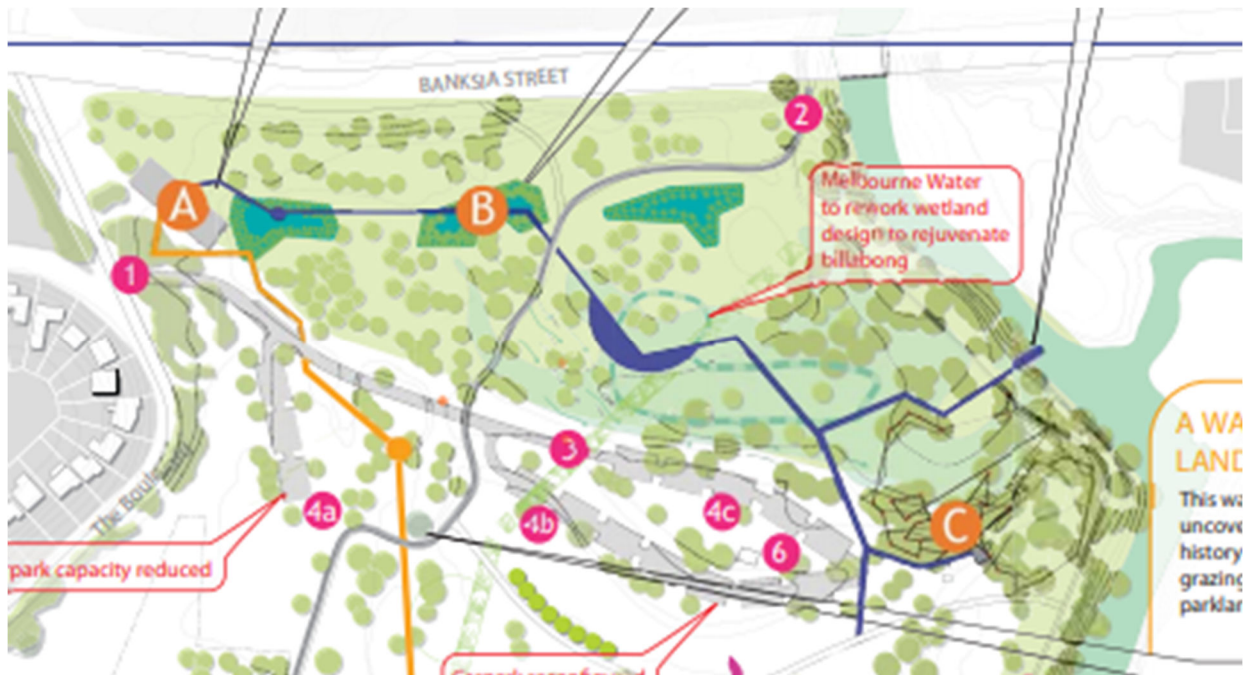 BANKSIA STREET
2
Melbourne Water
to rework wetland
design to rejuvenate
billabong
A
B
1
A WA
LAND
This wa
uncove
history
grazing
parklan
3
4a
4b
4c
6
C
The Boulevard
rpark capacity reduced